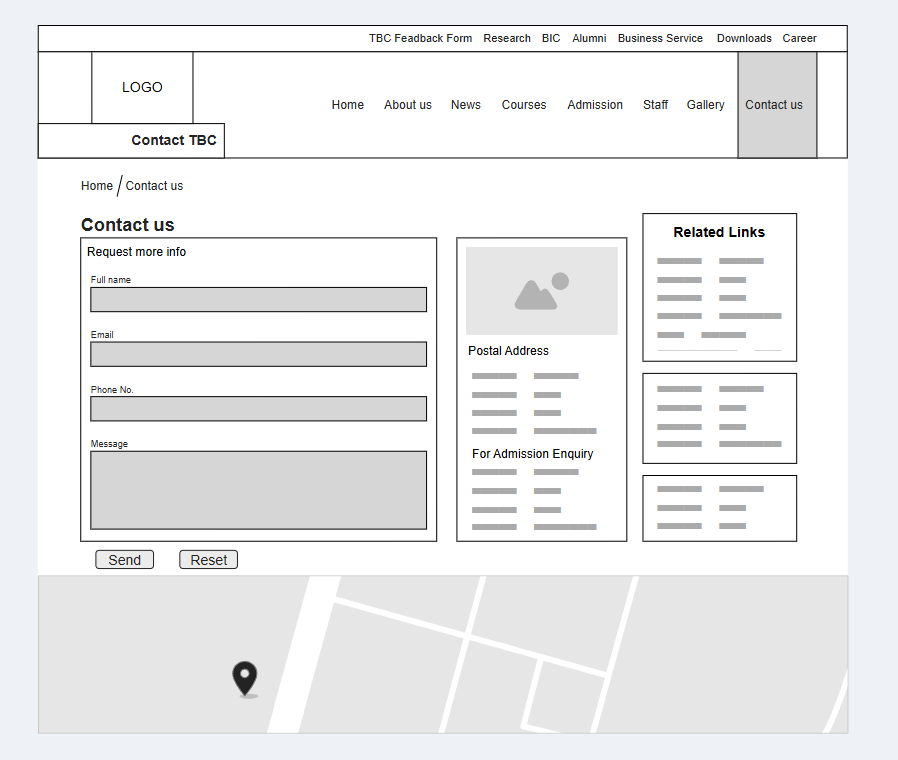 TBC Feadback Form Research BIC Alumni Business Service Downloads Career
LOGO
Home About us News Courses Admission Staff Gallery Contact us
Contact TBC
Home / Contact us
Contact us
Request more info
Full name
Email
Phone No.
Message
Send Reset
Postal Address
For Admission Enquiry
Related Links